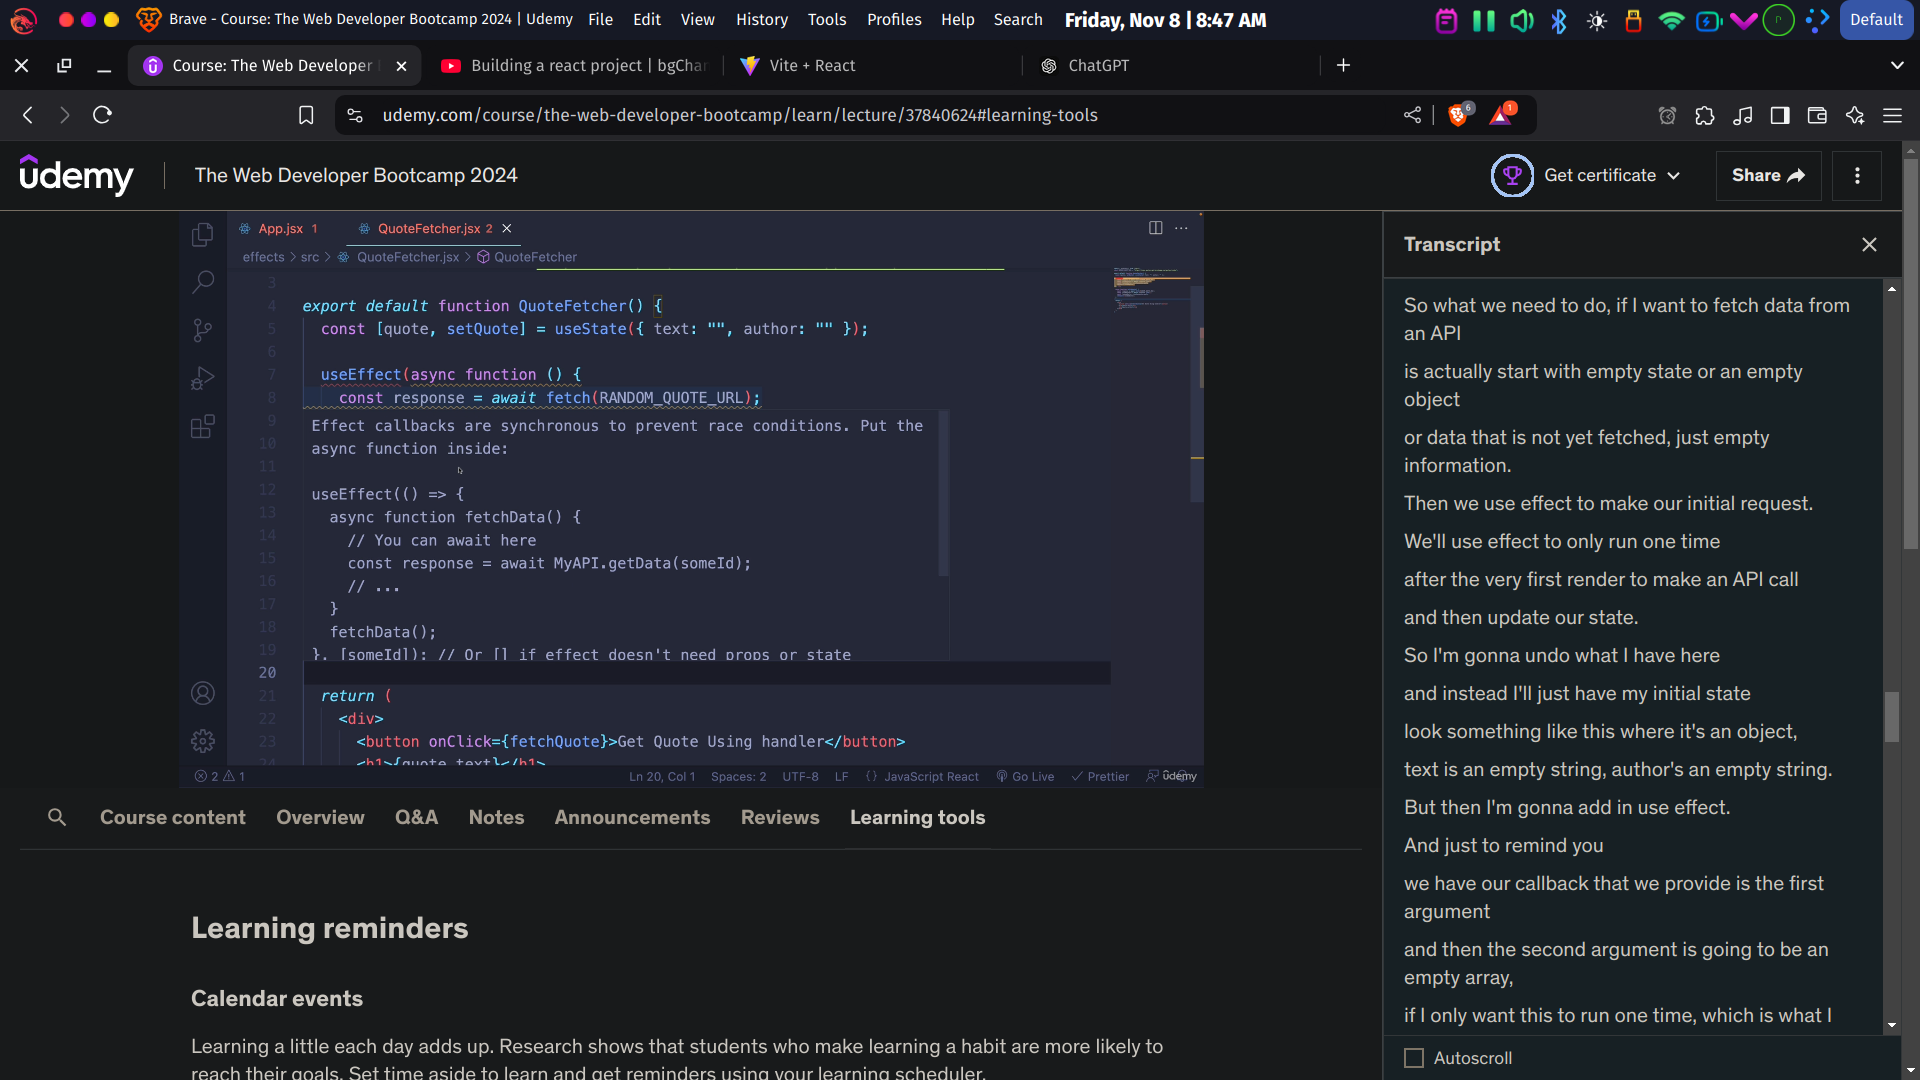 Brave - Course: The Web Developer Bootcamp 2024 | Udemy File Edit View History Tools Profiles Help Search Friday, Nov 8 | 8:47 AM Default
Course: The Web Developer
Building a react project | bgChan
Vite + React
ChatGPT
udemy.com/course/the-web-developer-bootcamp/learn/lecture/37840624#learning-tools
6
1
udemy
The Web Developer Bootcamp 2024
Get certificate
Share
App.jsx 1
QuoteFetcher.jsx 2
effects > src > QuoteFetcher.jsx > QuoteFetcher
3
4 export default function QuoteFetcher() {
5 const [quote, setQuote] = useState({ text: "", author: "" });
6
7 useEffect(async function () {
8 const response = await fetch(RANDOM_QUOTE_URL);
9 Effect callbacks are synchronous to prevent race conditions. Put the
10 async function inside:
11
12 useEffect(() => {
13 async function fetchData() {
14 // You can await here
15 const response = await MyAPI.getData(someId);
16 // ...
17 }
18 fetchData();
19 }, [someId]); // Or [] if effect doesn't need props or state
20
21 return (
22 <div>
23 <button onClick={fetchQuote}>Get Quote Using handler</button>
24 <h1>{quote.text}</h1>
2 1
Ln 20, Col 1 Spaces: 2 UTF-8 LF {} JavaScript React Go Live Prettier udemy
Course content Overview Q&A Notes Announcements Reviews Learning tools
Learning reminders
Calendar events
Learning a little each day adds up. Research shows that students who make learning a habit are more likely to
reach their goals. Set time aside to learn and get reminders using your learning scheduler.
Transcript
So what we need to do, if I want to fetch data from
an API
is actually start with empty state or an empty
object
or data that is not yet fetched, just empty
information.
Then we use effect to make our initial request.
We'll use effect to only run one time
after the very first render to make an API call
and then update our state.
So I'm gonna undo what I have here
and instead I'll just have my initial state
look something like this where it's an object,
text is an empty string, author's an empty string.
But then I'm gonna add in use effect.
And just to remind you
we have our callback that we provide is the first
argument
and then the second argument is going to be an
empty array,
if I only want this to run one time, which is what I
Autoscroll